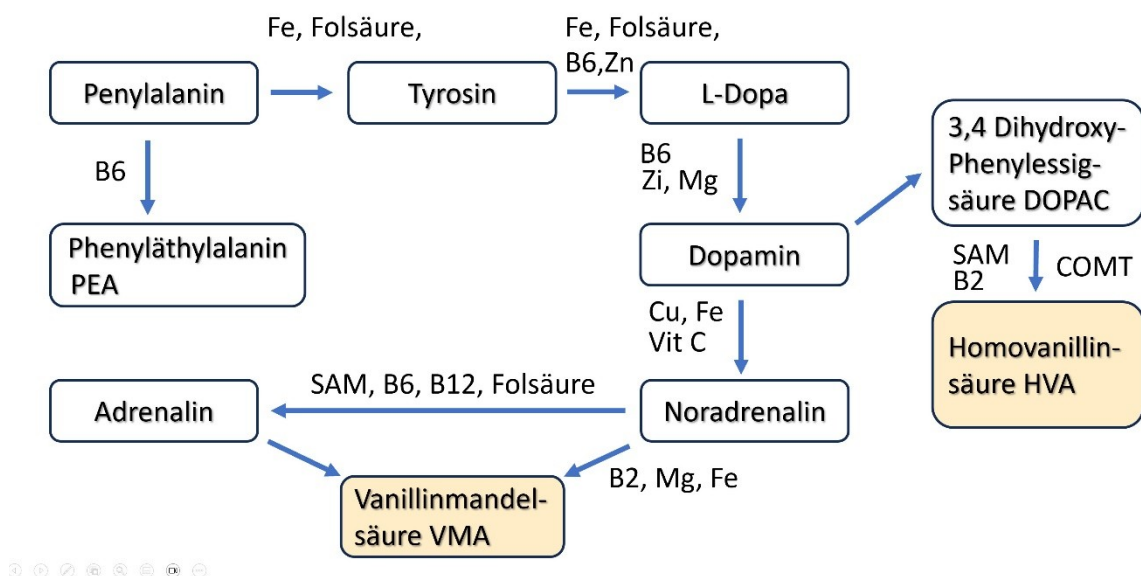 Fe, Folsäure,
Fe, Folsäure,
B6,Zn
Penylalanin
Tyrosin
L-Dopa
3,4 Dihydroxy-
Phenylessig-
säure DOPAC
B6
B6
Zi, Mg
Phenyläthylalanin
PEA
Dopamin
SAM
B2
COMT
Cu, Fe
Vit C
Homovanillin-
säure HVA
SAM, B6, B12, Folsäure
Adrenalin
Noradrenalin
B2, Mg, Fe
Vanillinmandel-
säure VMA